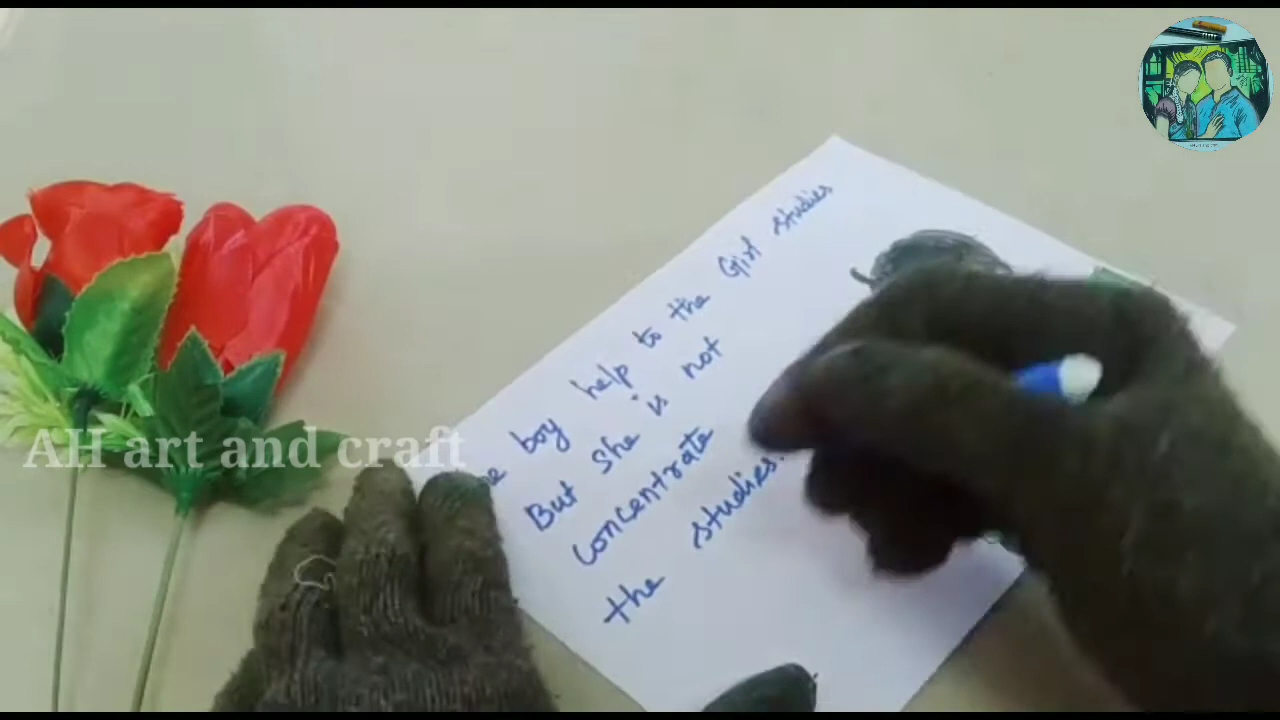 boy help to the Girl studies
But she is not
concentrate
the studies.
AH art and craft